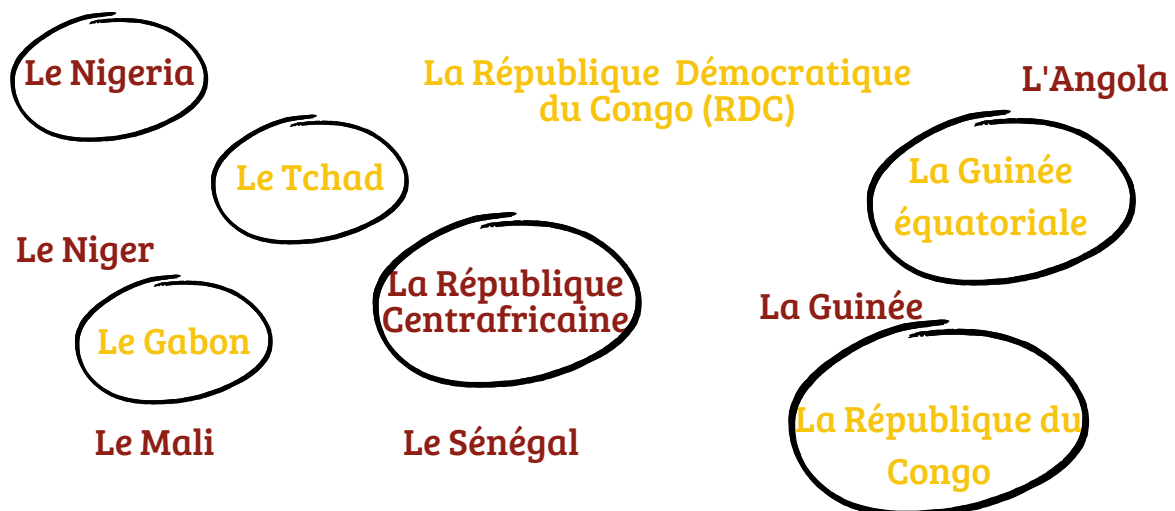 Le Nigeria
La République Démocratique
du Congo (RDC)
L'Angola
Le Tchad
La Guinée
équatoriale
Le Niger
La République
Centrafricaine
La Guinée
Le Gabon
Le Mali
Le Sénégal
La République du
Congo